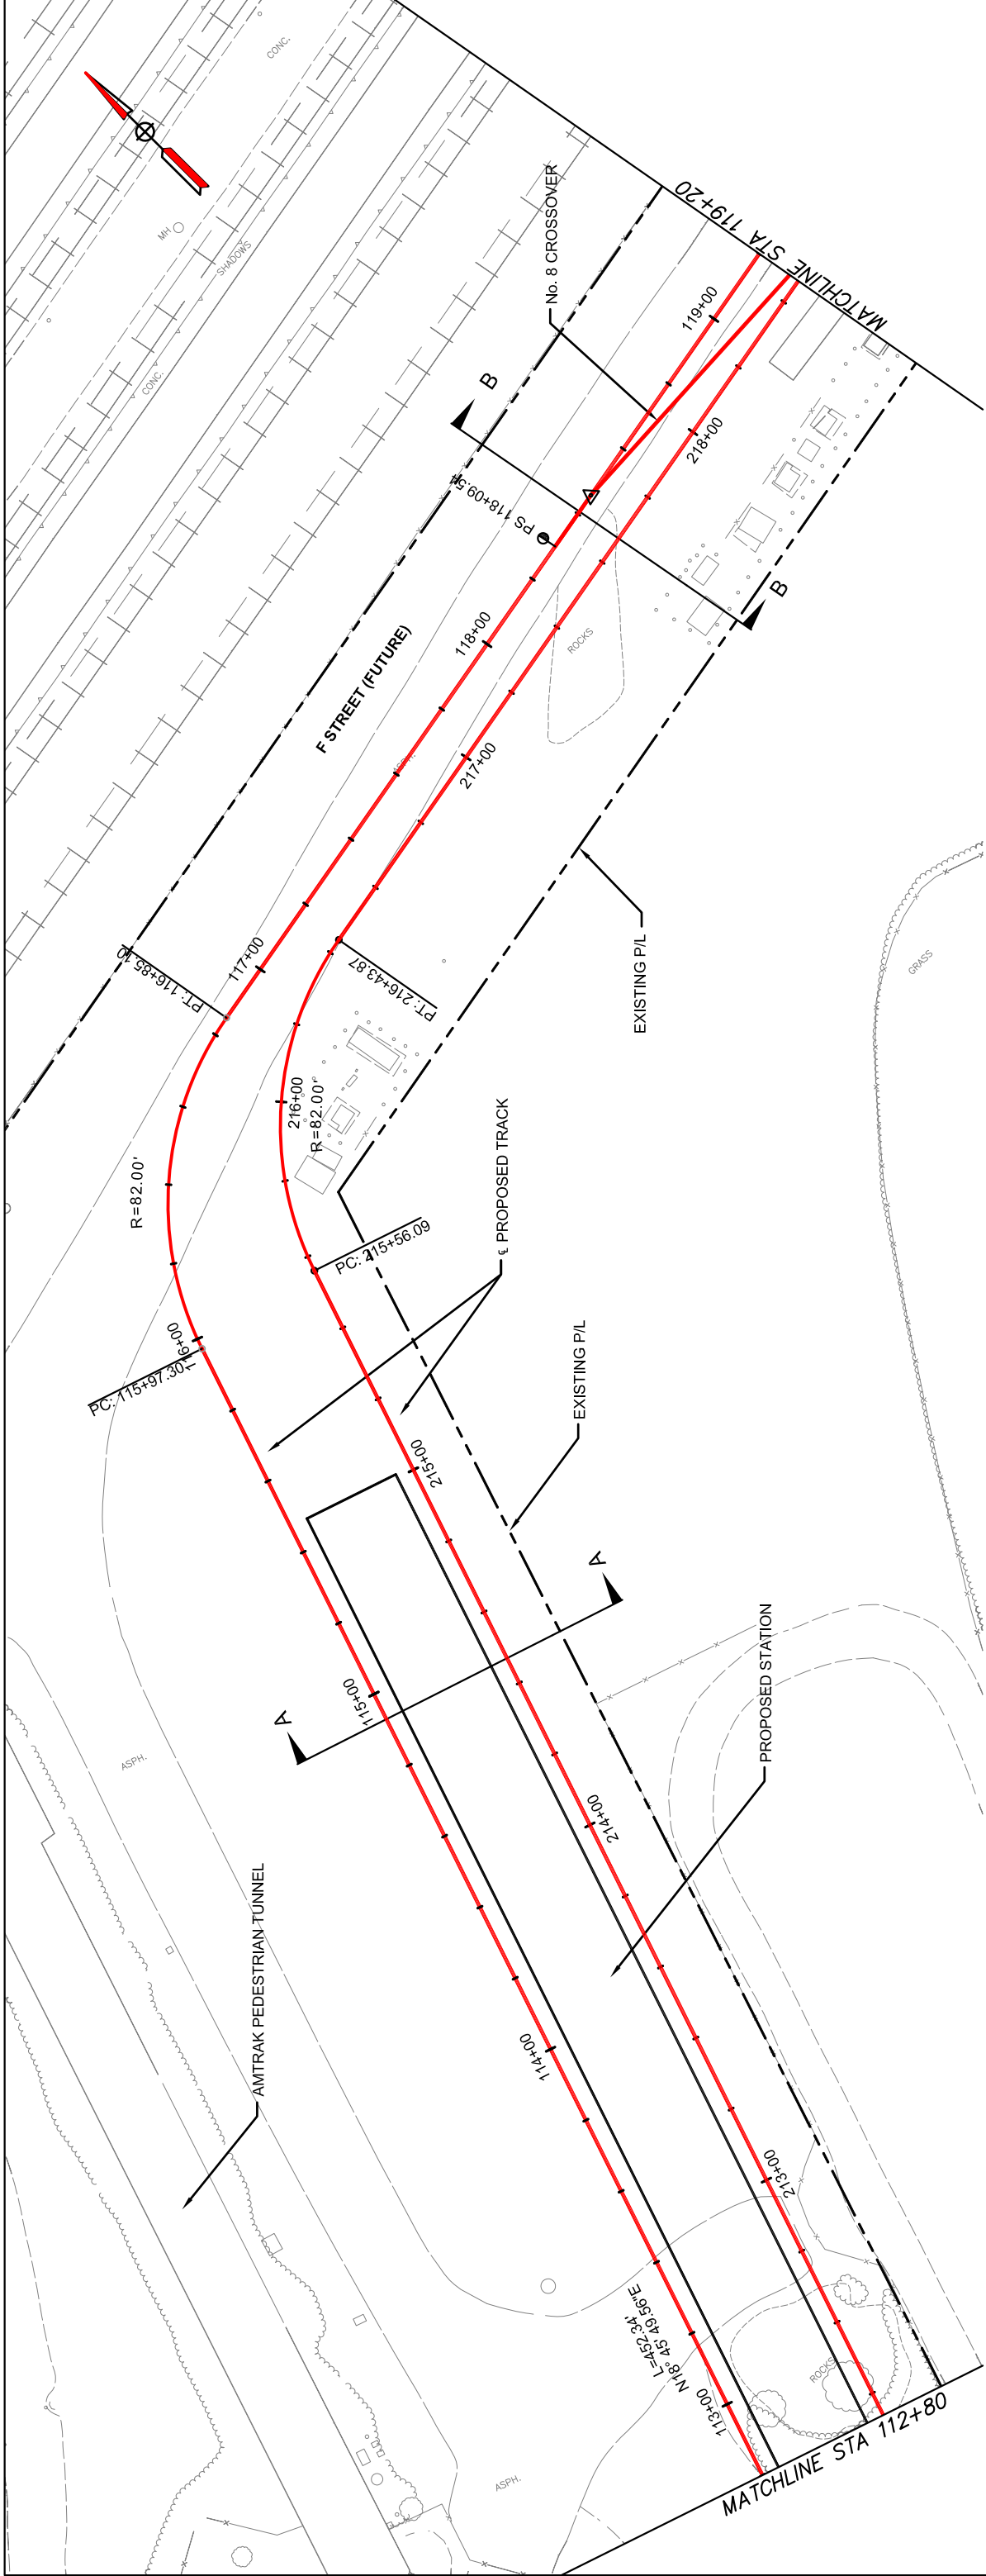 CONC.
MH
SHADOWS
CONC.
No. 8 CROSSOVER
MATCHLINE STA 119+20
119+00
B
218+00
PS 118+09.54
B
118+00
ROCKS
F STREET (FUTURE)
217+00
117+00
PT: 116+85.10
PT: 216+43.87
EXISTING P/L
GRASS
216+00
R=82.00'
R=82.00'
℄ PROPOSED TRACK
PC: 215+56.09
116+00
PC: 115+97.30
EXISTING P/L
215+00
A
A
115+00
ASPH.
PROPOSED STATION
214+00
AMTRAK PEDESTRIAN TUNNEL
114+00
213+00
L=452.34'
N18° 45' 49.56"E
113+00
ROCKS
MATCHLINE STA 112+80
ASPH.